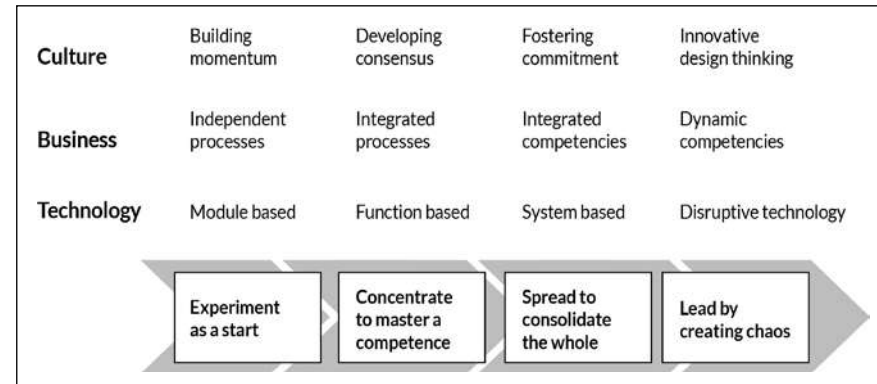 Culture
Building
momentum
Developing
consensus
Fostering
commitment
Innovative
design thinking
Business
Independent
processes
Integrated
processes
Integrated
competencies
Dynamic
competencies
Technology
Module based
Function based
System based
Disruptive technology
Experiment
as a start
Concentrate
to master a
competence
Spread to
consolidate
the whole
Lead by
creating chaos